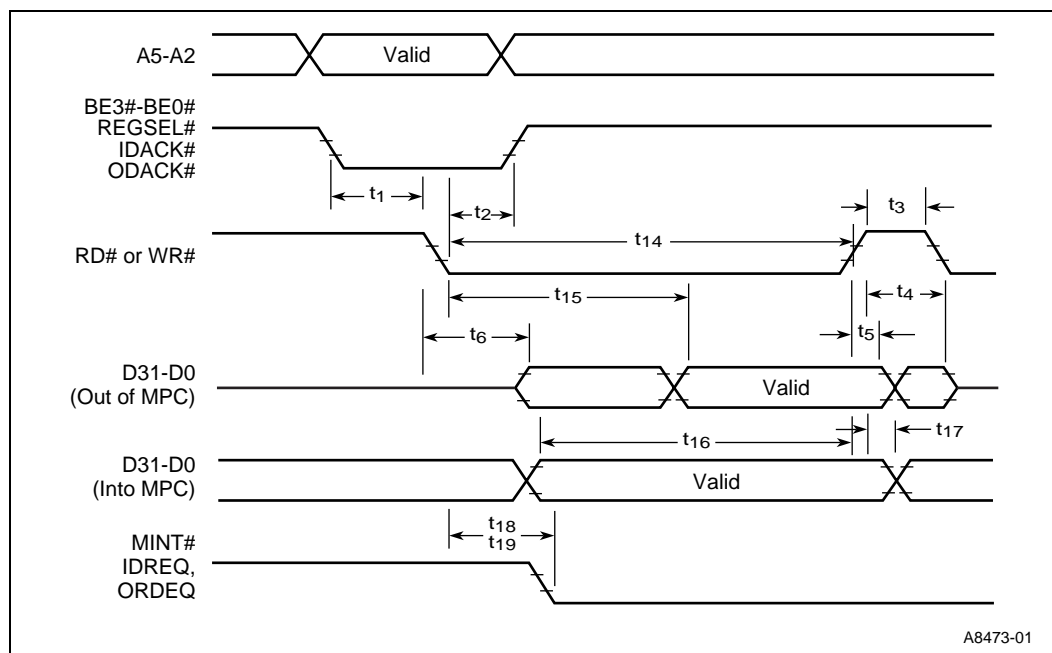 A5-A2
Valid
BE3#-BE0#
REGSEL#
IDACK#
ODACK#
t1
t2
t3
t14
RD# or WR#
t15
t4
t6
t5
D31-D0
(Out of MPC)
Valid
t16
t17
D31-D0
(Into MPC)
Valid
t18
t19
MINT#
IDREQ,
ORDEQ
A8473-01